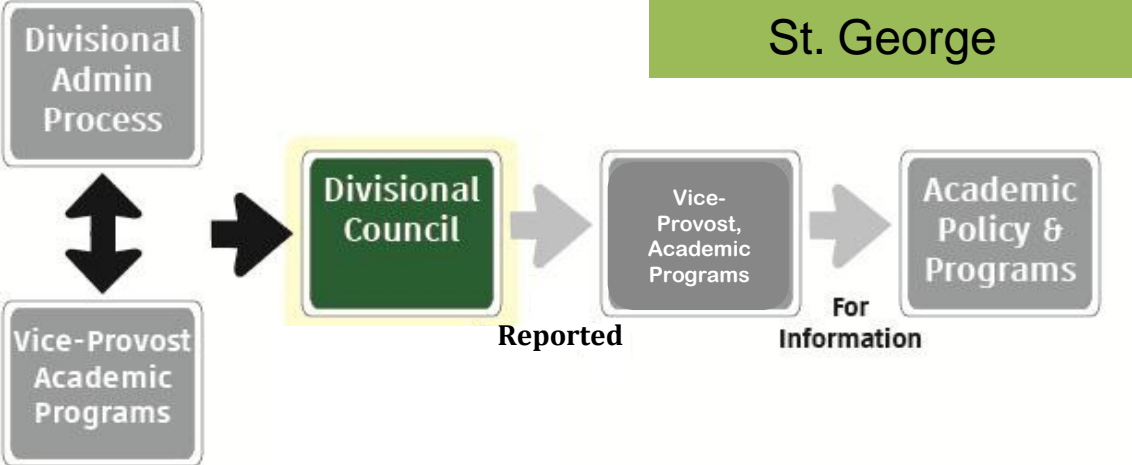 St. George
Divisional
Admin
Process
Divisional
Council
Vice-
Provost,
Academic
Programs
Academic
Policy &
Programs
Reported
For
Information
Vice-Provost
Academic
Programs